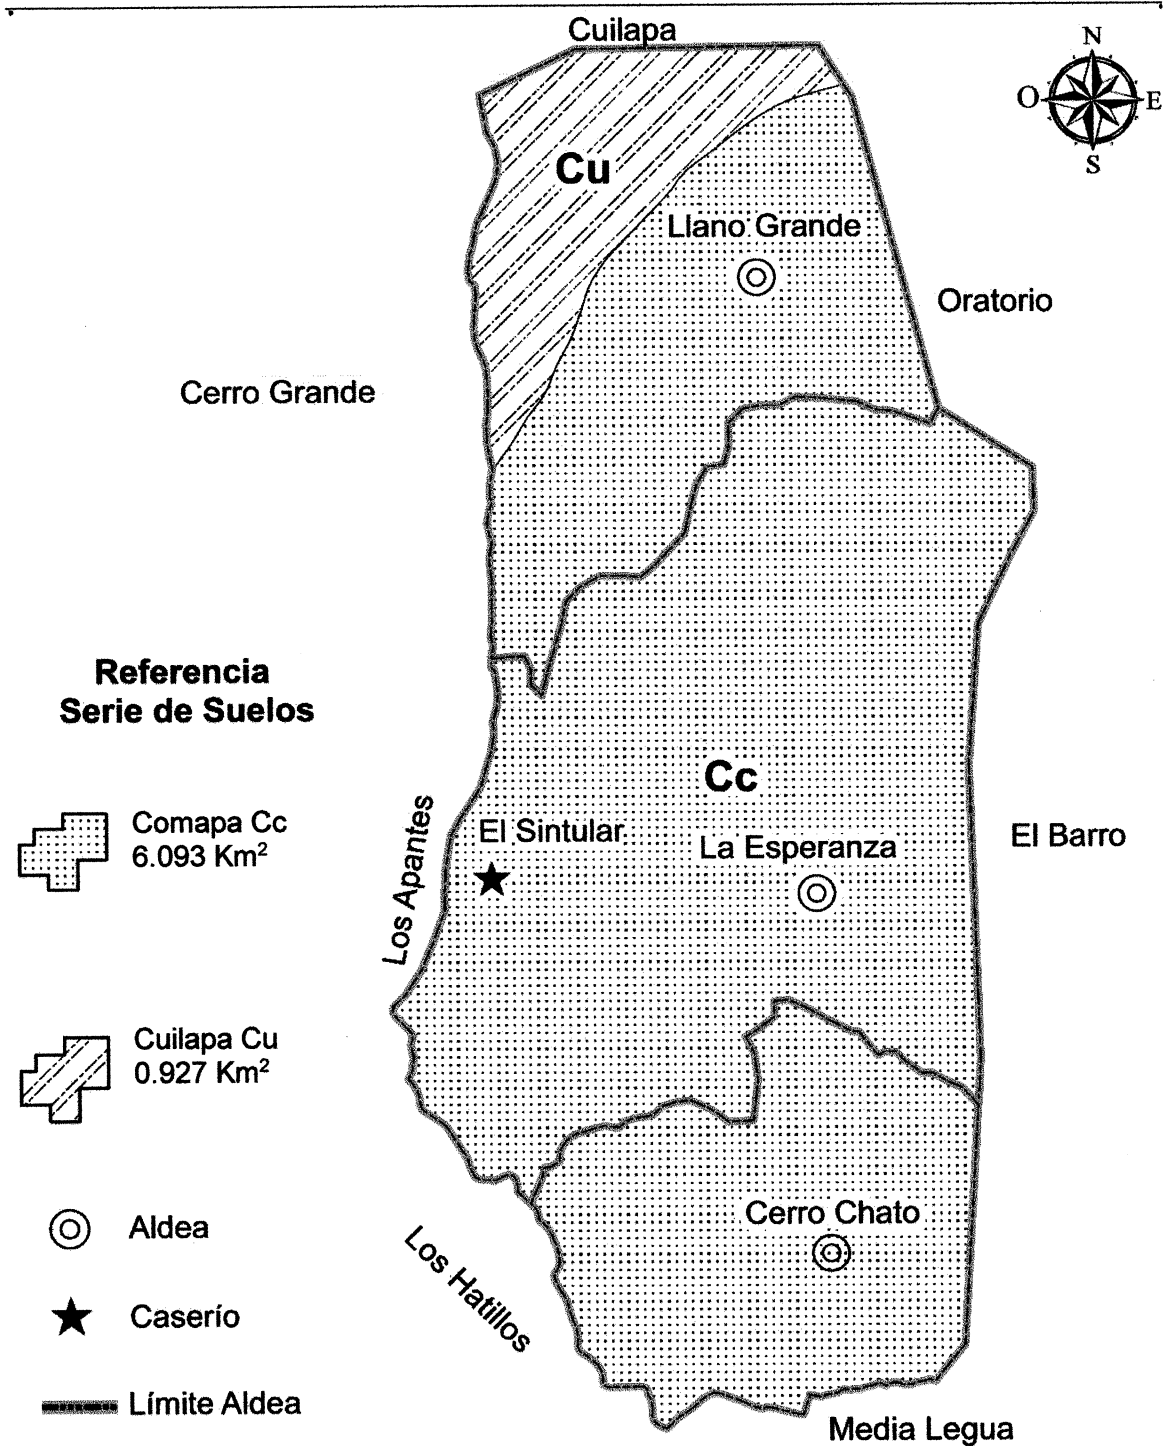 Cuilapa
N
O
E
S
Cu
Llano Grande
Oratorio
Cerro Grande
Referencia
Serie de Suelos
Cc
Comapa Cc
6.093 Km²
El Sintular
La Esperanza
El Barro
Los Apantes
Cuilapa Cu
0.927 Km²
Cerro Chato
Aldea
Los Hatillos
Caserío
Límite Aldea
Media Legua